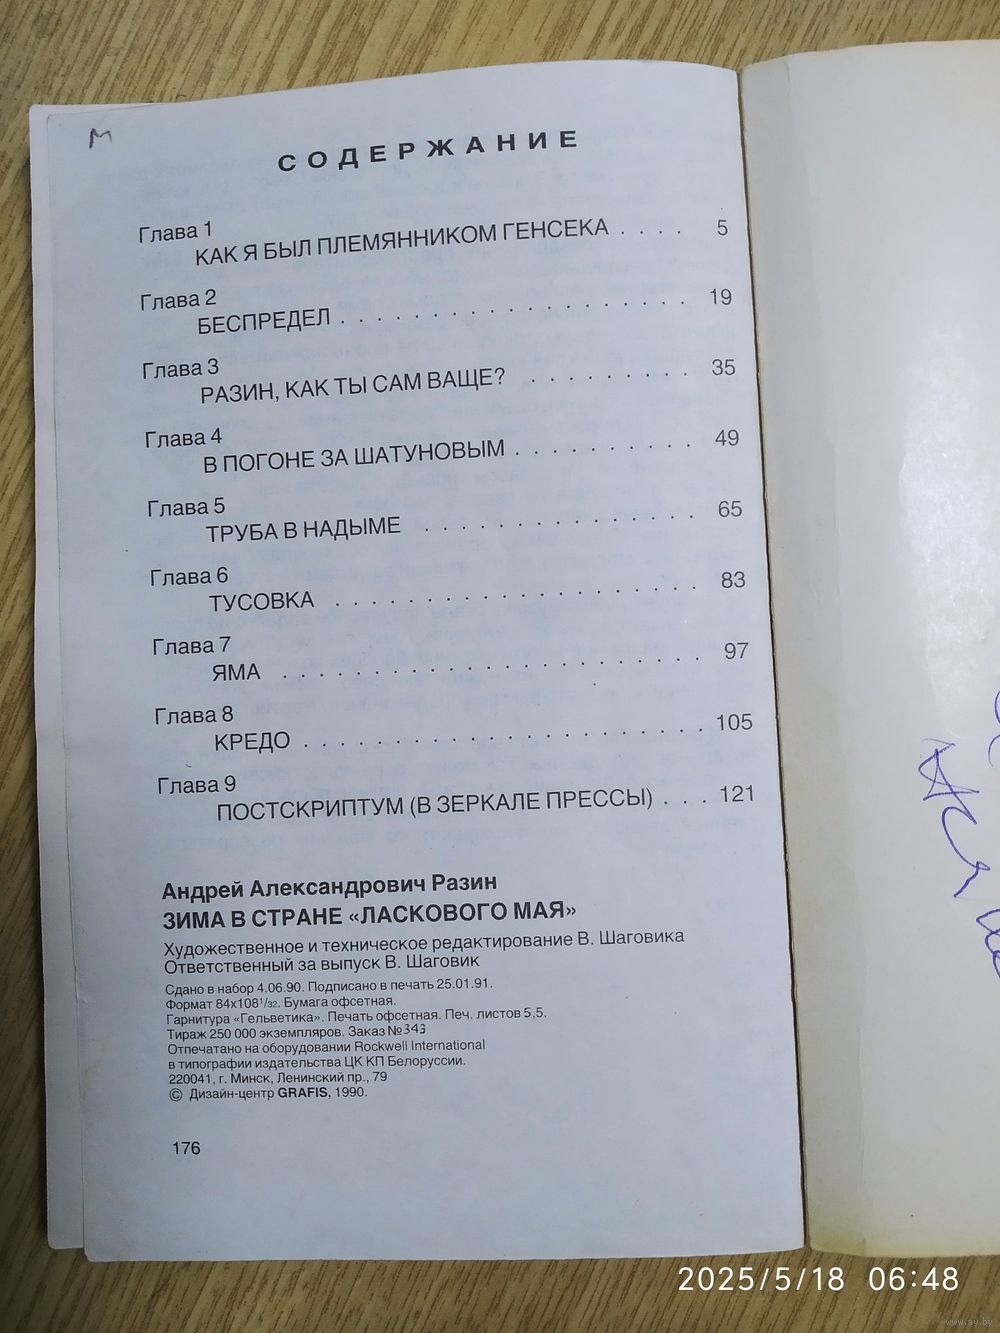 М
СОДЕРЖАНИЕ
Глава 1
КАК Я БЫЛ ПЛЕМЯННИКОМ ГЕНСЕКА . . . . 5
Глава 2
БЕСПРЕДЕЛ . . . . . . . . . . . . . . . . . . . 19
Глава 3
РАЗИН, КАК ТЫ САМ ВАЩЕ? . . . . . . . . . 35
Глава 4
В ПОГОНЕ ЗА ШАТУНОВЫМ . . . . . . . . . . 49
Глава 5
ТРУБА В НАДЫМЕ . . . . . . . . . . . . . . 65
Глава 6
ТУСОВКА . . . . . . . . . . . . . . . . . . . 83
Глава 7
ЯМА . . . . . . . . . . . . . . . . . . . . . 97
Глава 8
КРЕДО . . . . . . . . . . . . . . . . . . . . 105
Глава 9
ПОСТСКРИПТУМ (В ЗЕРКАЛЕ ПРЕССЫ) . . . 121
Андрей Александрович Разин
ЗИМА В СТРАНЕ «ЛАСКОВОГО МАЯ»
Художественное и техническое редактирование В. Шаговика
Ответственный за выпуск В. Шаговик
Сдано в набор 4.06.90. Подписано в печать 25.01.91.
Формат 84х108¹/₃₂. Бумага офсетная.
Гарнитура «Гельветика». Печать офсетная. Печ. листов 5,5.
Тираж 250 000 экземпляров. Заказ № 343
Отпечатано на оборудовании Rockwell International
в типографии издательства ЦК КП Белоруссии.
220041, г. Минск, Ленинский пр., 79
© Дизайн-центр GRAFIS, 1990.
176
2025/5/18 06:48
www.ay.by